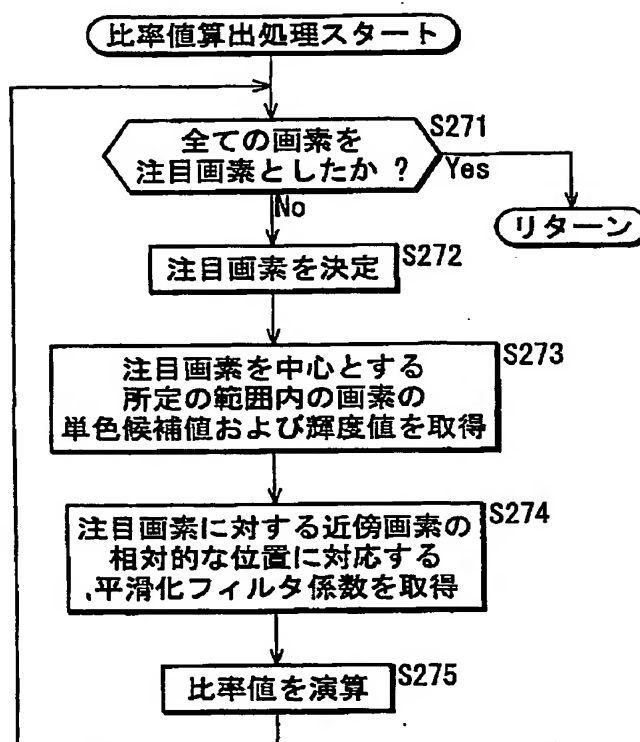 比率値算出処理スタート
全ての画素を
注目画素としたか ?
S271
Yes
No
リターン
注目画素を決定
S272
注目画素を中心とする
所定の範囲内の画素の
単色候補値および輝度値を取得
S273
注目画素に対する近傍画素の
相対的な位置に対応する
平滑化フィルタ係数を取得
S274
比率値を演算
S275